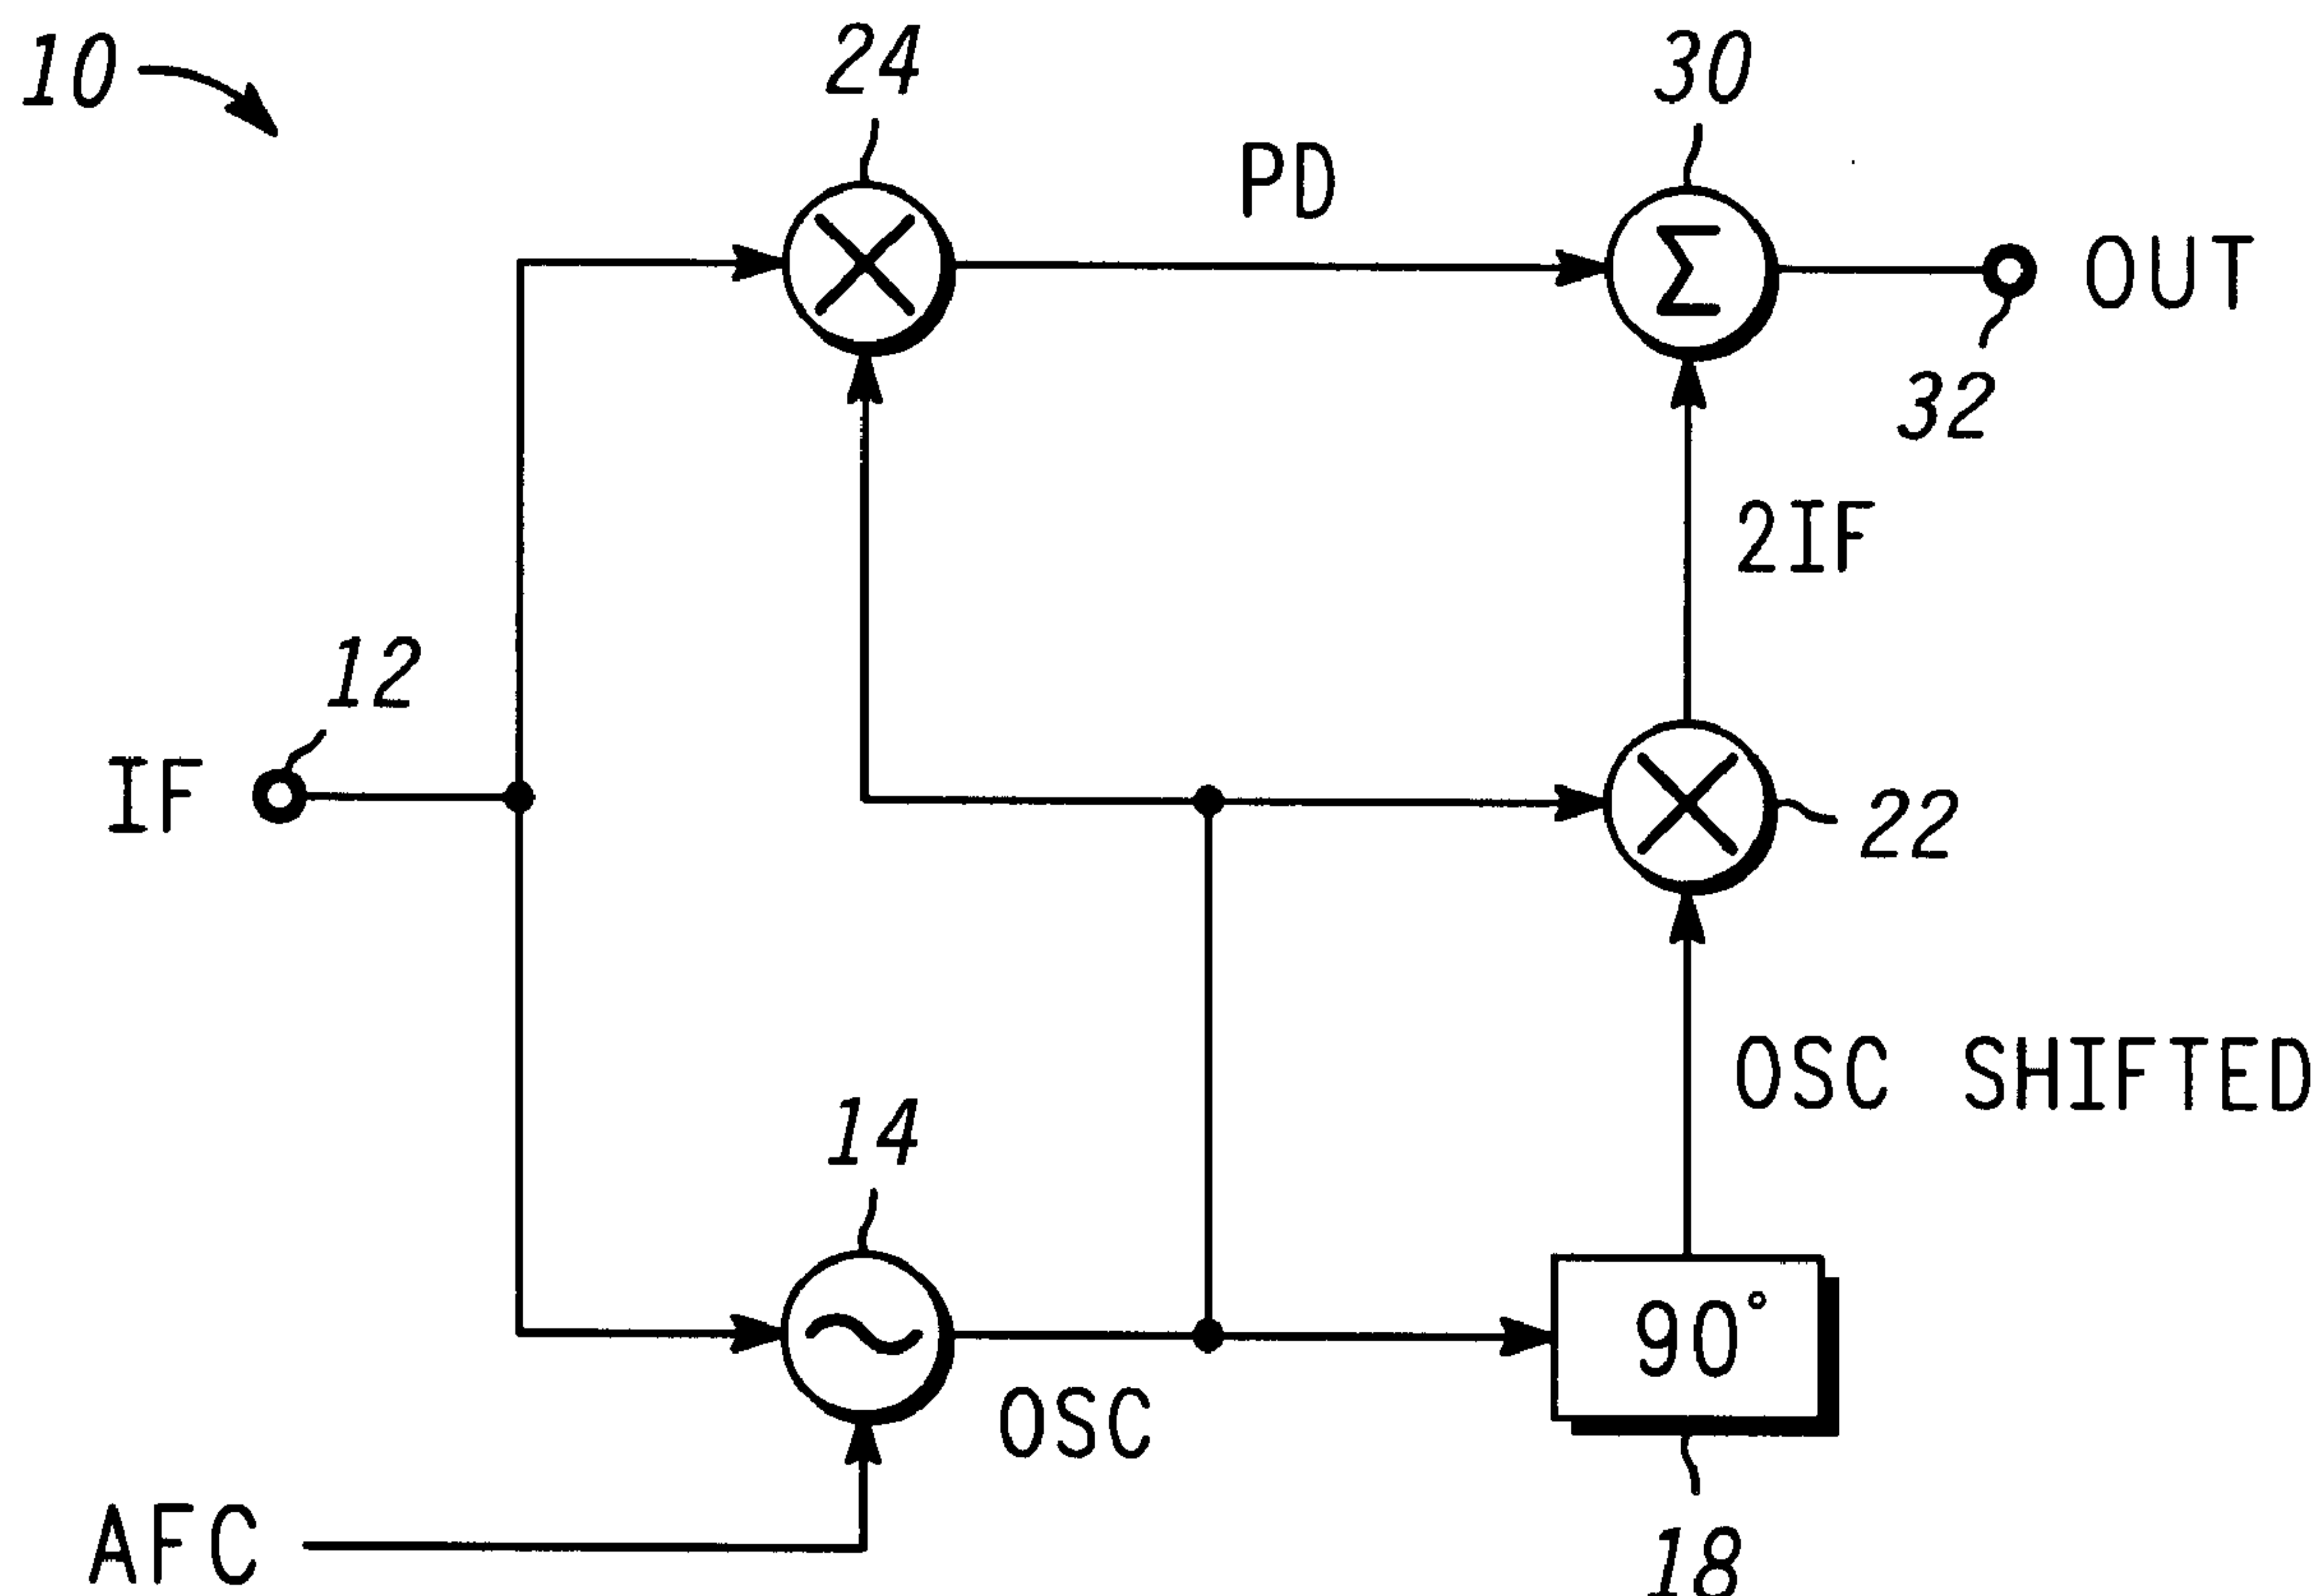 10
24
30
PD
Σ
OUT
32
2IF
12
IF
22
14
OSC SHIFTED
90°
OSC
AFC
18